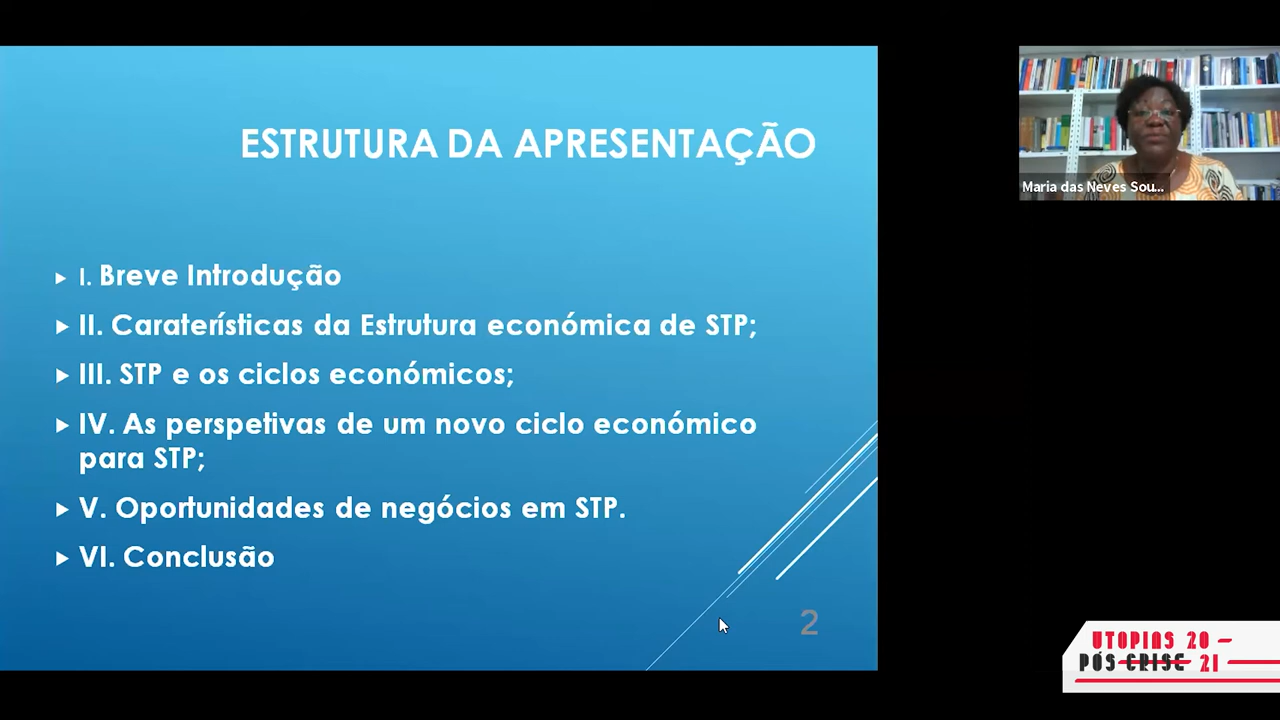 ESTRUTURA DA APRESENTAÇÃO
I. Breve Introdução
II. Caraterísticas da Estrutura económica de STP;
III. STP e os ciclos económicos;
IV. As perspetivas de um novo ciclo económico
para STP;
V. Oportunidades de negócios em STP.
VI. Conclusão
2
Maria das Neves Sou...
UTOPIAS 20
PÓS CRISE 21